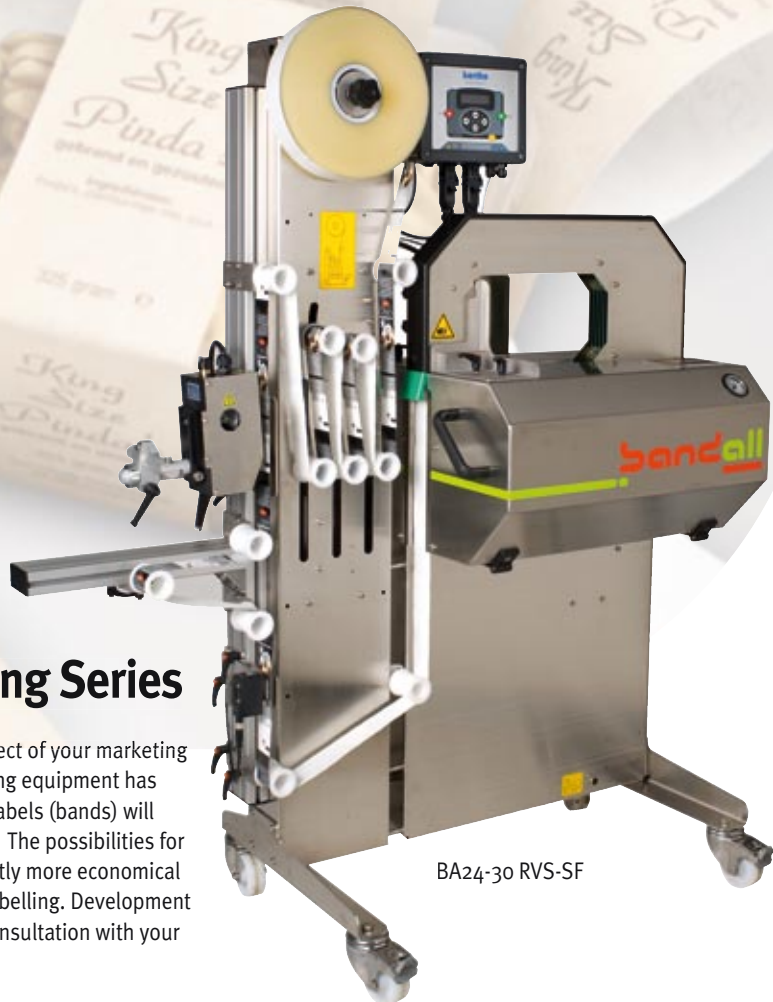 King
Size
Pinda
gebrand en
325 gram e
King
Size
Pinda
King
Size
bandall
ng Series
ect of your marketing
ng equipment has
abels (bands) will
The possibilities for
tly more economical
belling. Development
nsultation with your
BA24-30 RVS-SF